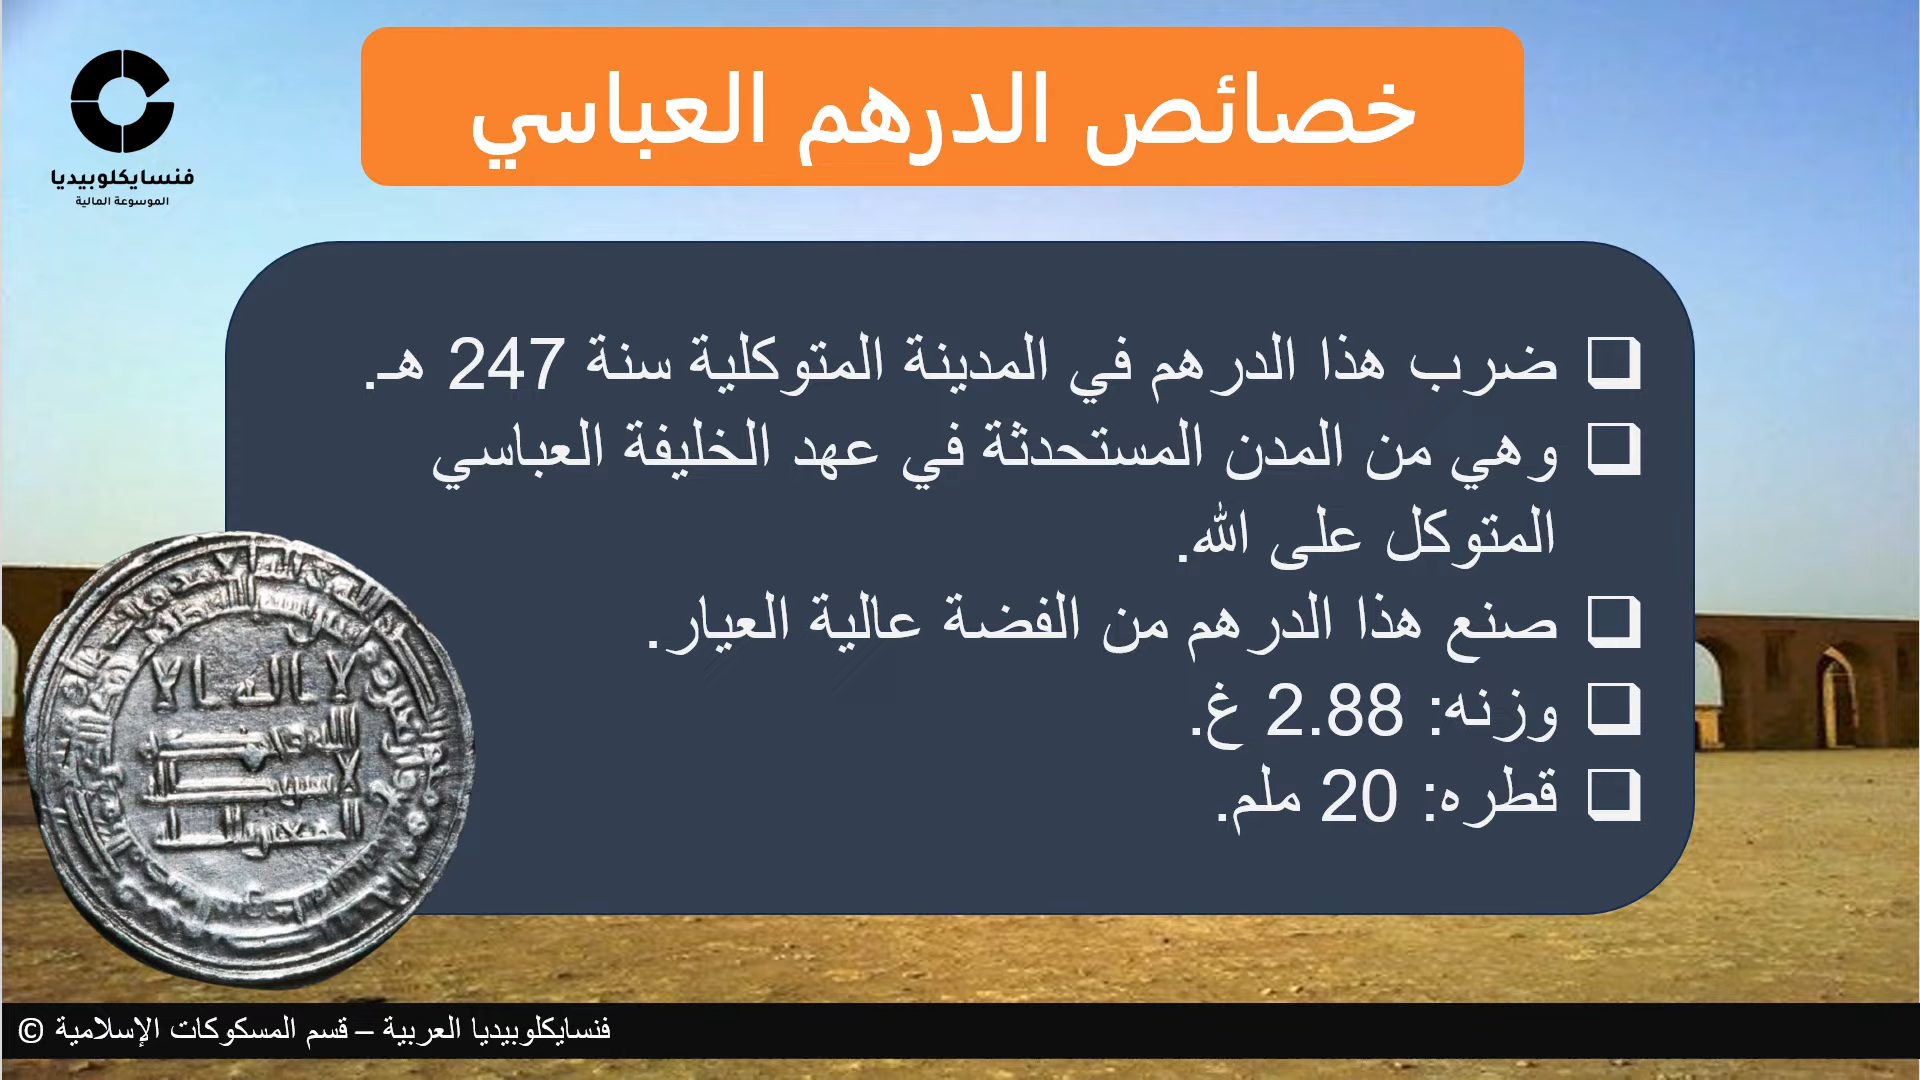 خصائص الدرهم العباسي
فنسايكلوبيديا
الموسوعة المالية
❑ ضرب هذا الدرهم في المدينة المتوكلية سنة 247 هـ.
❑ وهي من المدن المستحدثة في عهد الخليفة العباسي
المتوكل على الله.
❑ صنع هذا الدرهم من الفضة عالية العيار.
❑ وزنه: 2.88 غ.
❑ قطره: 20 ملم.
فنسايكلوبيديا العربية – قسم المسكوكات الإسلامية ©